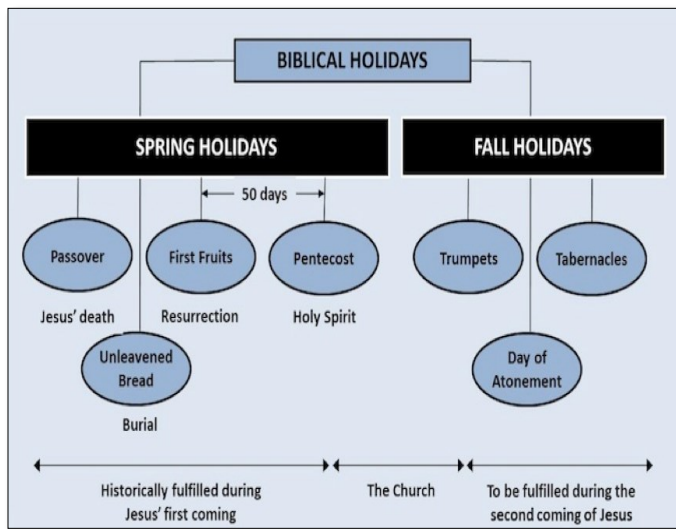 BIBLICAL HOLIDAYS
SPRING HOLIDAYS
FALL HOLIDAYS
50 days
Passover
First Fruits
Pentecost
Trumpets
Tabernacles
Jesus' death
Resurrection
Holy Spirit
Unleavened
Bread
Day of
Atonement
Burial
Historically fulfilled during
Jesus' first coming
The Church
To be fulfilled during the
second coming of Jesus